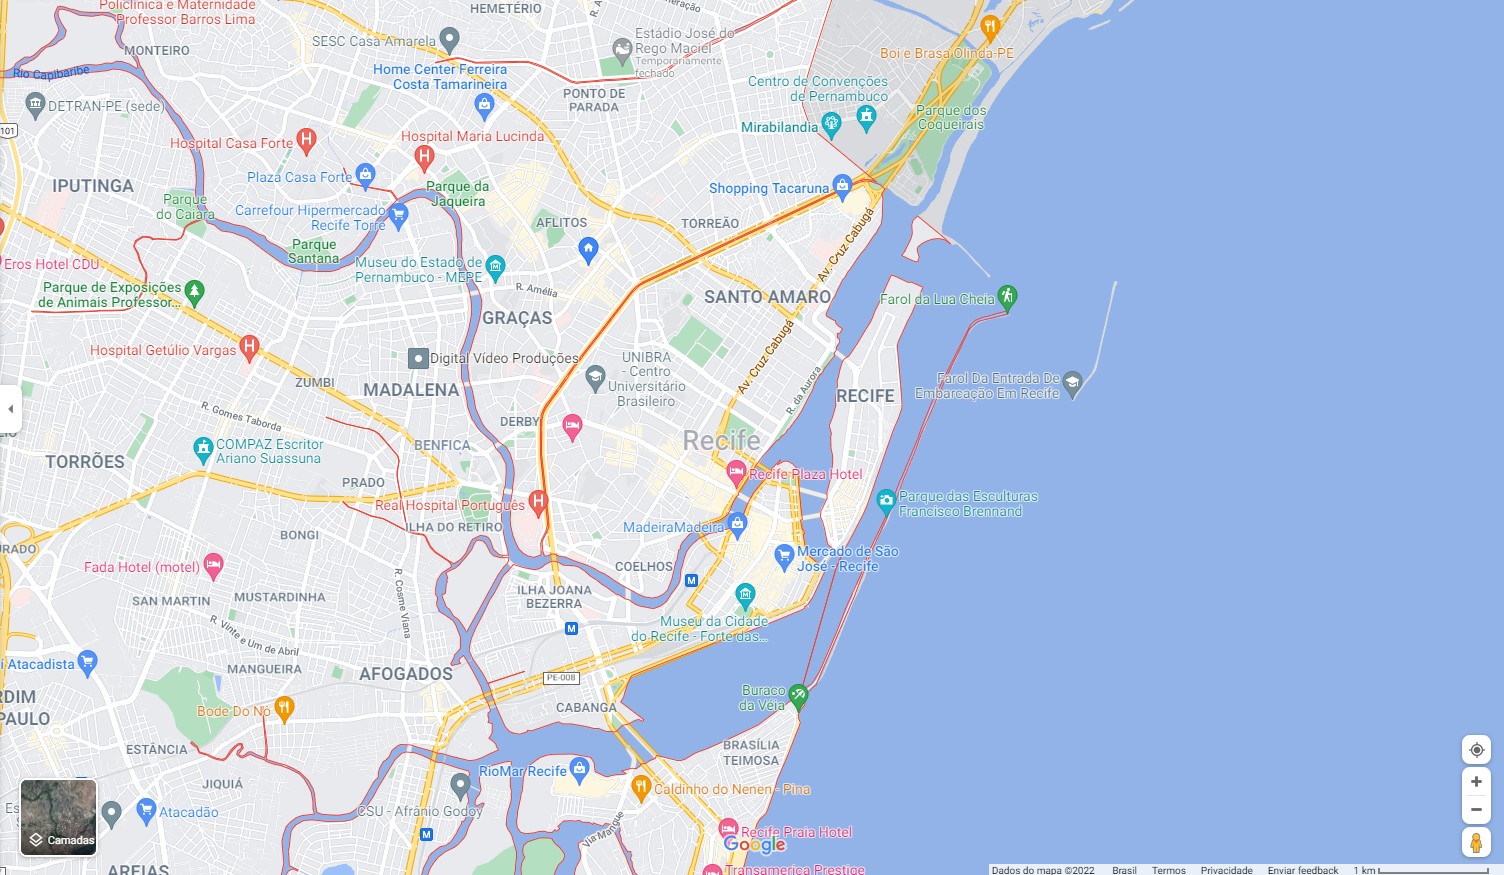 Policlínica e Maternidade
Professor Barros Lima
HEMETÉRIO
MONTEIRO
SESC Casa Amarela
Estádio José do
Rego Maciel
Temporariamente
fechado
Boi e Brasa Olinda-PE
Rio Capibaribe
Home Center Ferreira
Costa Tamarineira
Centro de Convenções
de Pernambuco
PONTO DE
PARADA
DETRAN-PE (sede)
Parque dos
Coqueirais
101
Mirabilandia
Hospital Casa Forte
Hospital Maria Lucinda
IPUTINGA
Plaza Casa Forte
Parque da
Jaqueira
Shopping Tacaruna
Parque
do Caiara
Carrefour Hipermercado
Recife Torre
AFLITOS
TORREÃO
Av. Cruz Cabugá
Parque
Santana
Eros Hotel CDU
Museu do Estado de
Pernambuco - MEPE
R. Amélia
Parque de Exposições
de Animais Professor...
SANTO AMARO
Farol da Lua Cheia
GRAÇAS
Hospital Getúlio Vargas
Digital Vídeo Produções
UNIBRA
- Centro
Universitário
Brasileiro
Av. Cruz Cabugá
ZUMBI
MADALENA
R. da Aurora
RECIFE
Farol Da Entrada De
Embarcação Em Recife
R. Gomes Taborda
DERBY
BENFICA
Recife
COMPAZ Escritor
Ariano Suassuna
TORRÕES
Recife Plaza Hotel
PRADO
Real Hospital Português
Parque das Esculturas
Francisco Brennand
ILHA DO RETIRO
MadeiraMadeira
BONGI
Mercado de São
José - Recife
Fada Hotel (motel)
COELHOS
M
SAN MARTIN
MUSTARDINHA
R. Cosme Viana
ILHA JOANA
BEZERRA
R. Vinte e Um de Abril
M
Museu da Cidade
do Recife - Forte das...
Atacadista
MANGUEIRA
AFOGADOS
PE-008
Buraco
da Véia
Bode Do Nô
CABANGA
ESTÂNCIA
BRASÍLIA
TEIMOSA
JIQUIÁ
RioMar Recife
Caldinho do Nenen - Pina
Atacadão
CSU - Afrânio Godoy
Via Mangue
M
Camadas
Recife Praia Hotel
Google
AREIAS
Transamerica Prestige
Dados do mapa ©2022 Brasil Termos Privacidade Enviar feedback 1 km